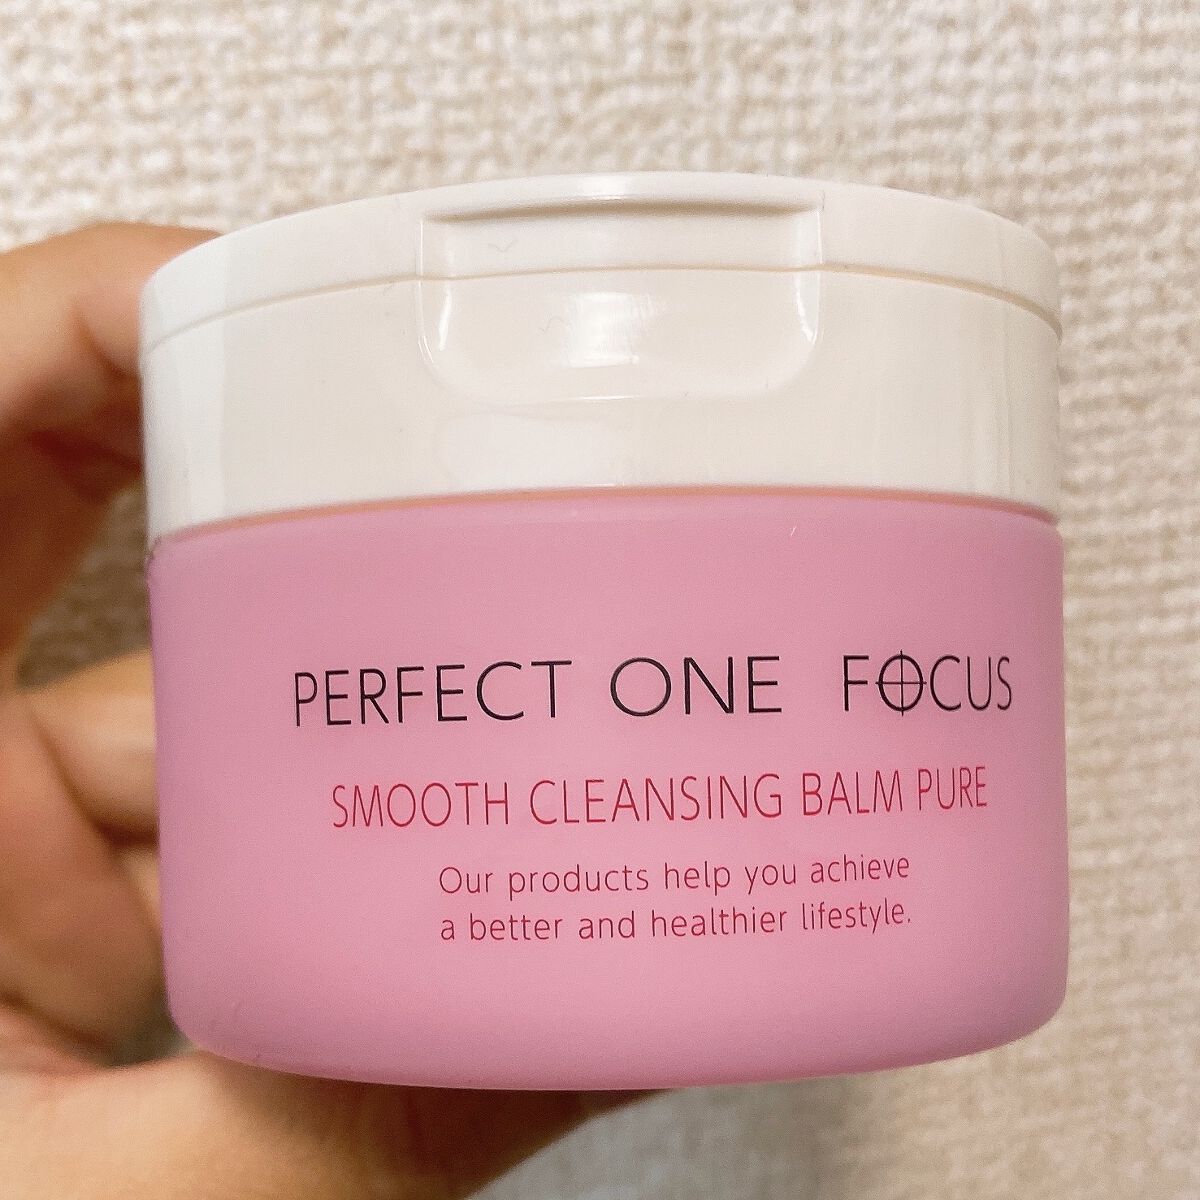 PERFECT ONE FOCUS
SMOOTH CLEANSING BALM PURE
Our products help you achieve
a better and healthier lifestyle.